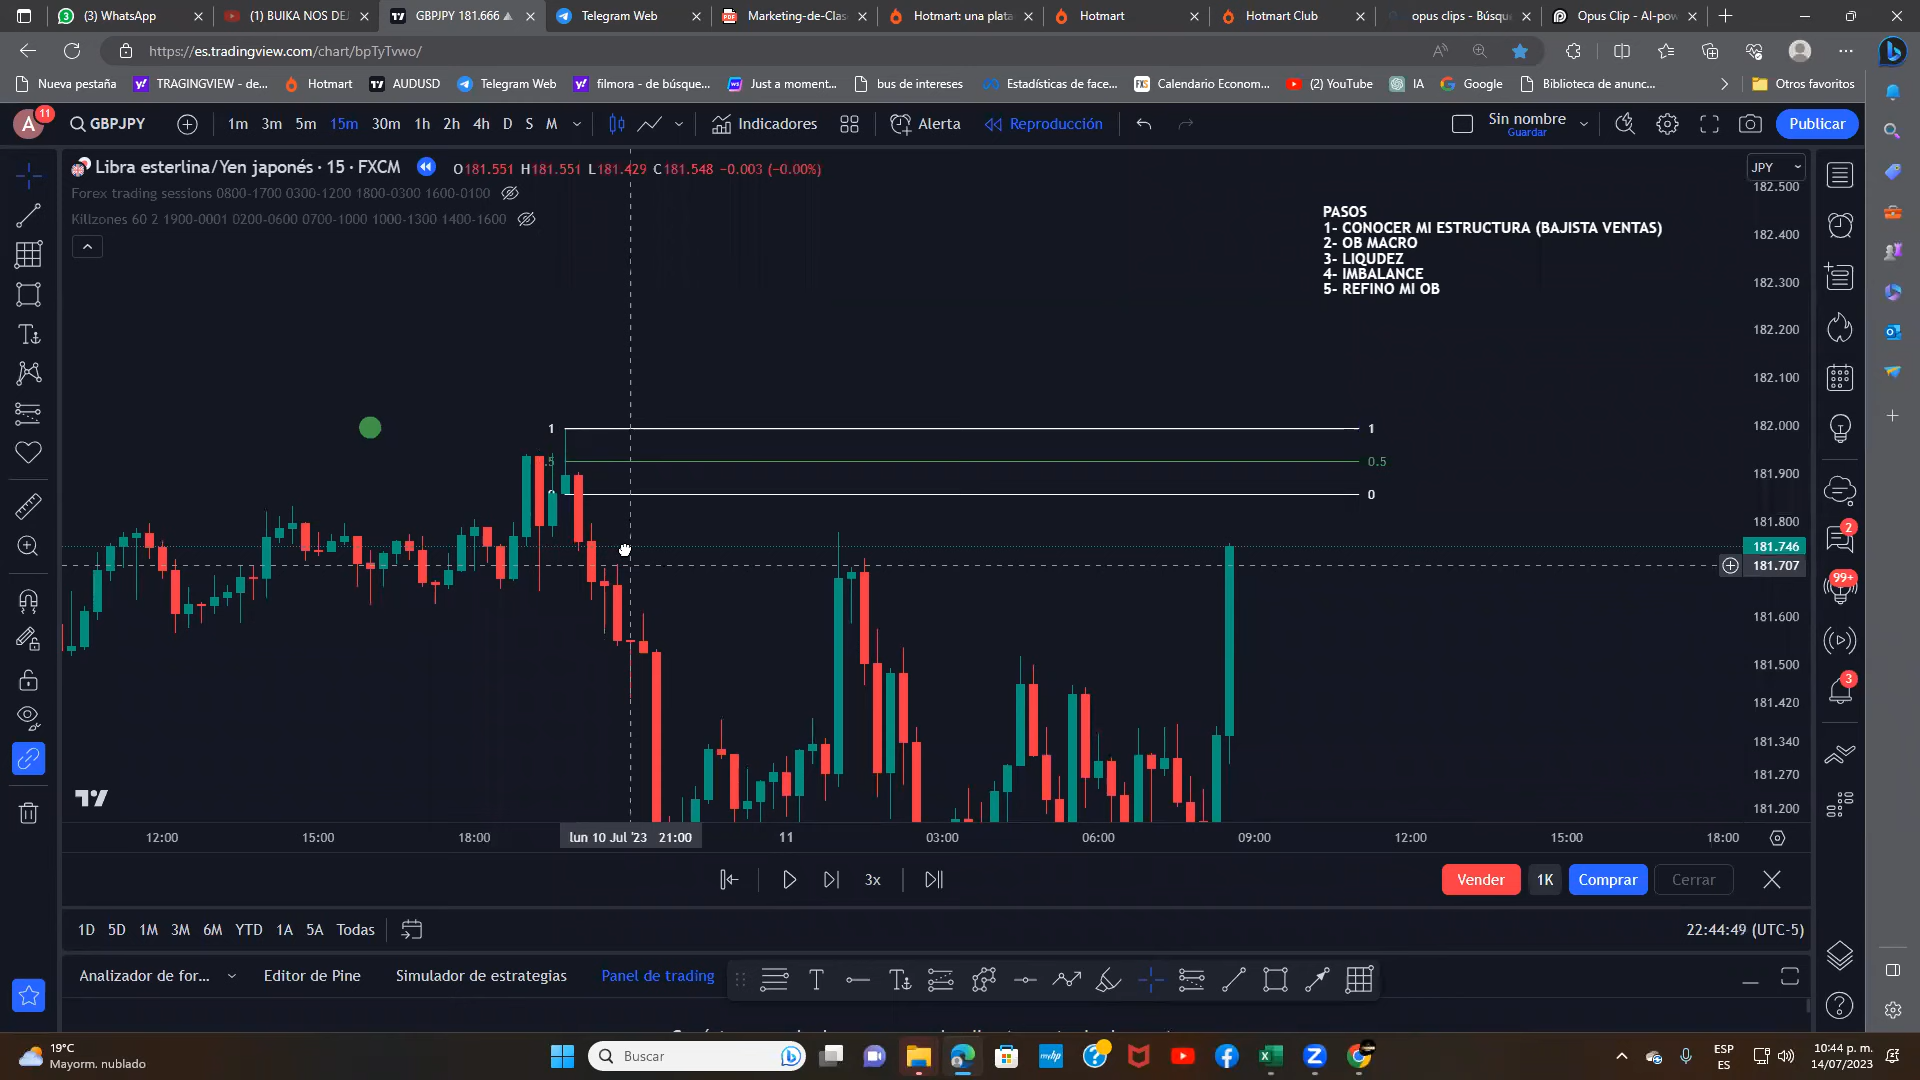 (3) WhatsApp
(1) BUIKA NOS DEJ
GBPJPY 181.666
Telegram Web
Marketing-de-Clas
Hotmart: una plata
Hotmart
Hotmart Club
opus clips - Búsqu
Opus Clip - AI-pow
https://es.tradingview.com/chart/bpTyTvwo/
Nueva pestaña
TRAGINGVIEW - de...
Hotmart
AUDUSD
Telegram Web
filmora - de búsque...
Just a moment...
bus de intereses
Estadísticas de face...
Calendario Econom...
(2) YouTube
IA
Google
Biblioteca de anunc...
Otros favoritos
A
11
GBPJPY
1m 3m 5m 15m 30m 1h 2h 4h D S M
Indicadores
Alerta
Reproducción
Sin nombre
Guardar
Publicar
Libra esterlina/Yen japonés · 15 · FXCM
O181.551 H181.551 L181.429 C181.548 −0.003 (−0.00%)
JPY
Forex trading sessions 0800-1700 0300-1200 1800-0300 1600-0100
Killzones 60 2 1900-0001 0200-0600 0700-1000 1000-1300 1400-1600
PASOS
1- CONOCER MI ESTRUCTURA (BAJISTA VENTAS)
2- OB MACRO
3- LIQUDEZ
4- IMBALANCE
5- REFINO MI OB
182.500
182.400
182.300
182.200
182.100
182.000
181.900
181.800
181.746
181.707
181.600
181.500
181.420
181.340
181.270
181.200
1 1
.5 0.5
0 0
2
99+
3
12:00 15:00 18:00 lun 10 Jul '23 21:00 11 03:00 06:00 09:00 12:00 15:00 18:00
3x
Vender
1K
Comprar
Cerrar
1D 5D 1M 3M 6M YTD 1A 5A Todas
22:44:49 (UTC-5)
Analizador de for...
Editor de Pine
Simulador de estrategias
Panel de trading
19°C
Mayorm. nublado
Buscar
myhp
ESP
ES
10:44 p. m.
14/07/2023